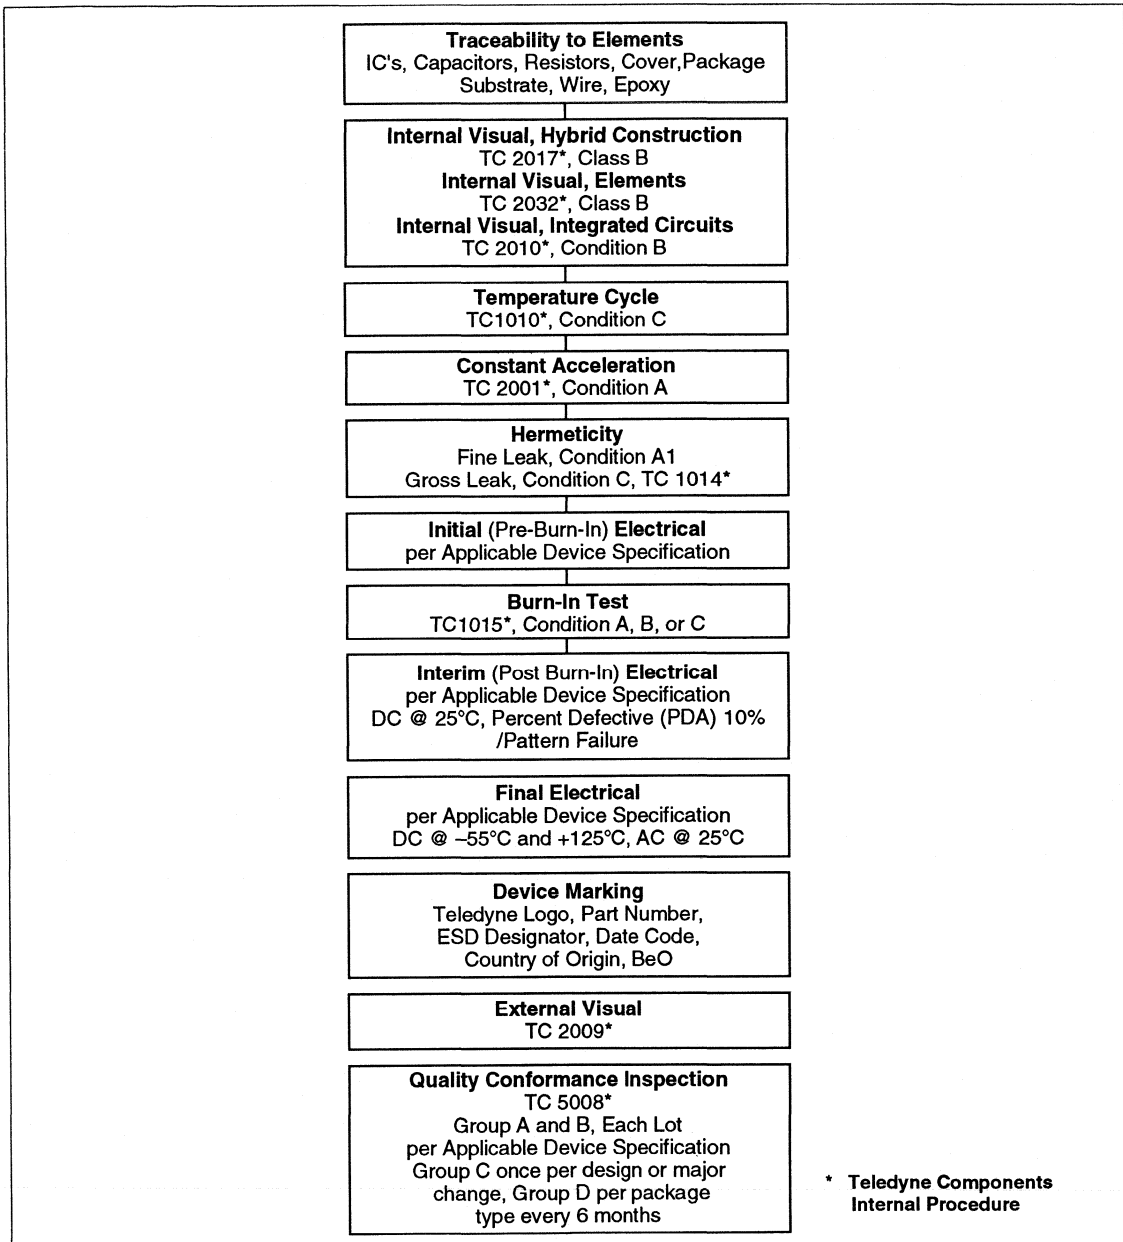 Traceability to Elements
IC's, Capacitors, Resistors, Cover,Package
Substrate, Wire, Epoxy
Internal Visual, Hybrid Construction
TC 2017*, Class B
Internal Visual, Elements
TC 2032*, Class B
Internal Visual, Integrated Circuits
TC 2010*, Condition B
Temperature Cycle
TC1010*, Condition C
Constant Acceleration
TC 2001*, Condition A
Hermeticity
Fine Leak, Condition A1
Gross Leak, Condition C, TC 1014*
Initial (Pre-Burn-In) Electrical
per Applicable Device Specification
Burn-In Test
TC1015*, Condition A, B, or C
Interim (Post Burn-In) Electrical
per Applicable Device Specification
DC @ 25°C, Percent Defective (PDA) 10%
/Pattern Failure
Final Electrical
per Applicable Device Specification
DC @ –55°C and +125°C, AC @ 25°C
Device Marking
Teledyne Logo, Part Number,
ESD Designator, Date Code,
Country of Origin, BeO
External Visual
TC 2009*
Quality Conformance Inspection
TC 5008*
Group A and B, Each Lot
per Applicable Device Specification
Group C once per design or major
change, Group D per package
type every 6 months
* Teledyne Components
Internal Procedure